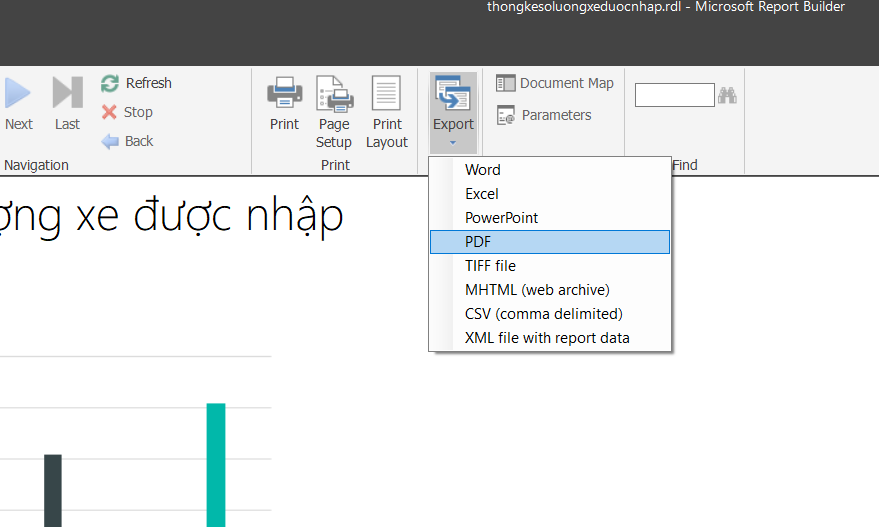 thongkesoluongxeduocnhap.rdl - Microsoft Report Builder
Next
Last
Refresh
Stop
Back
Navigation
Print
Page
Setup
Print
Layout
Print
Export
Document Map
Parameters
Find
Word
Excel
PowerPoint
PDF
TIFF file
MHTML (web archive)
CSV (comma delimited)
XML file with report data
ợng xe được nhập